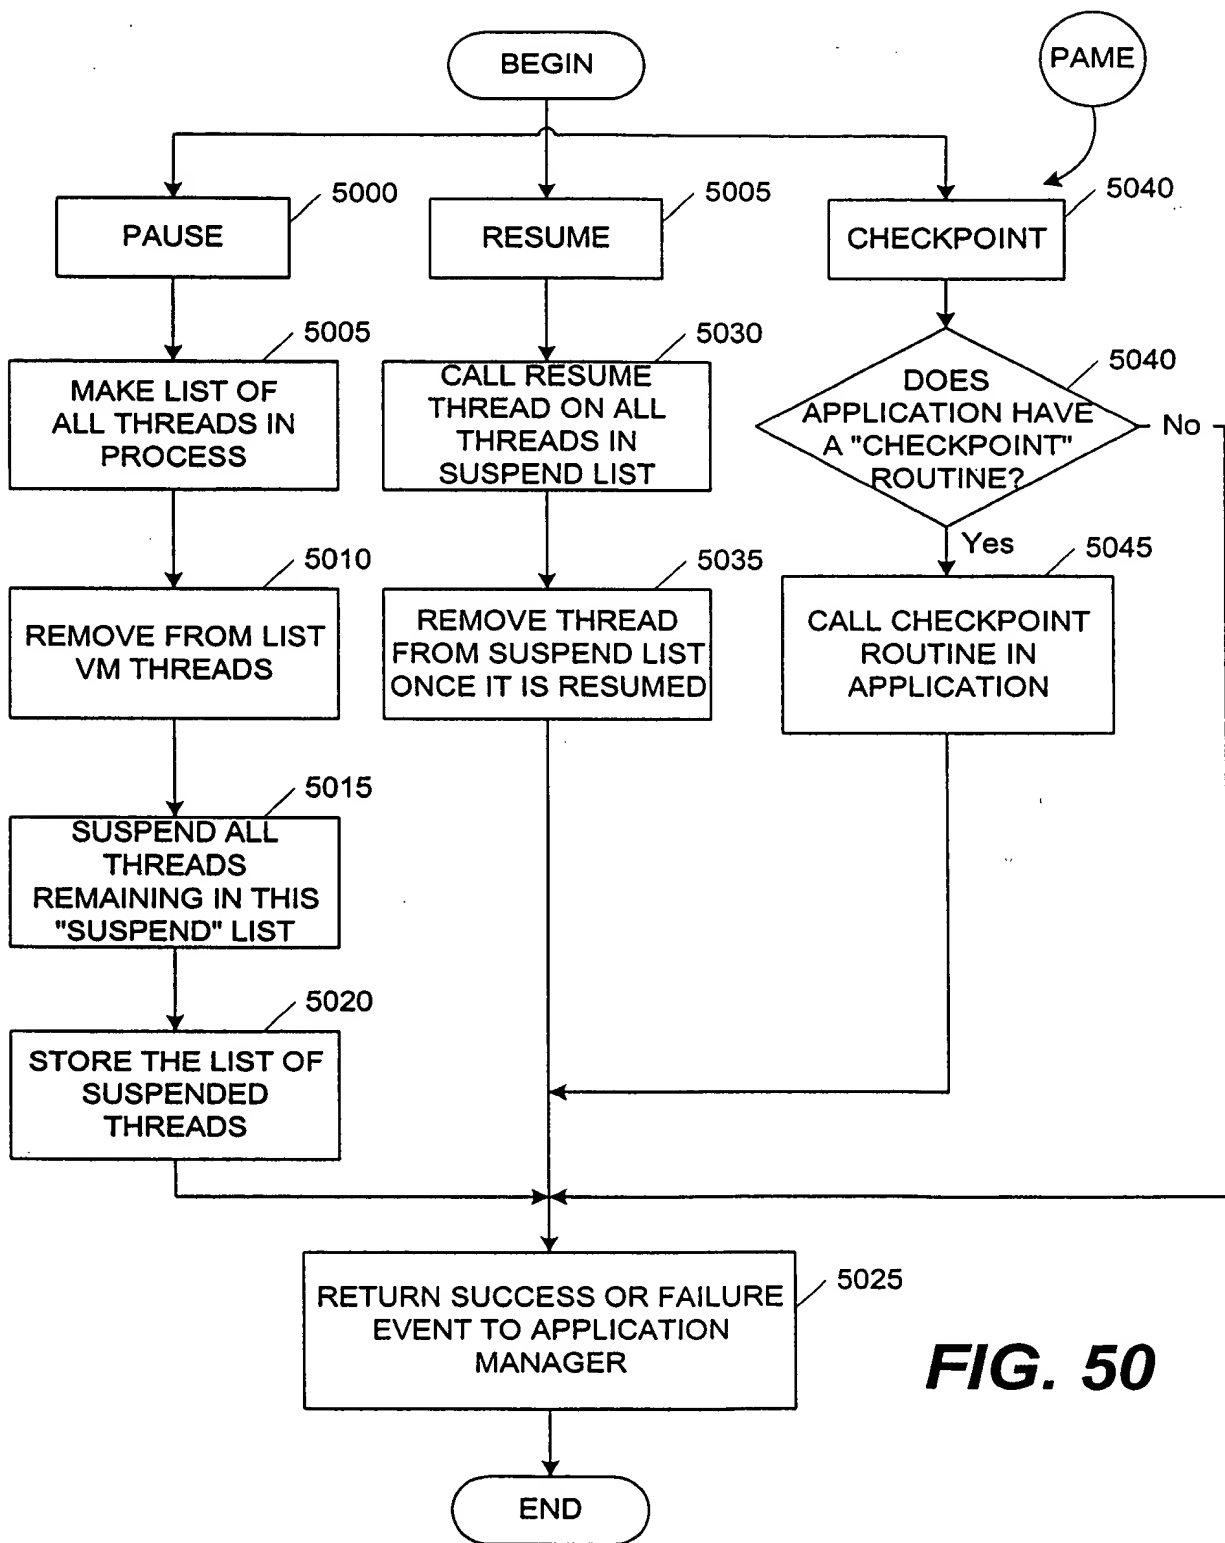 BEGIN
PAME
5000
PAUSE
5005
RESUME
5040
CHECKPOINT
5005
MAKE LIST OF
ALL THREADS IN
PROCESS
5030
CALL RESUME
THREAD ON ALL
THREADS IN
SUSPEND LIST
5040
DOES
APPLICATION HAVE
A "CHECKPOINT"
ROUTINE?
No
Yes
5010
REMOVE FROM LIST
VM THREADS
5035
REMOVE THREAD
FROM SUSPEND LIST
ONCE IT IS RESUMED
5045
CALL CHECKPOINT
ROUTINE IN
APPLICATION
5015
SUSPEND ALL
THREADS
REMAINING IN THIS
"SUSPEND" LIST
5020
STORE THE LIST OF
SUSPENDED
THREADS
5025
RETURN SUCCESS OR FAILURE
EVENT TO APPLICATION
MANAGER
FIG. 50
END